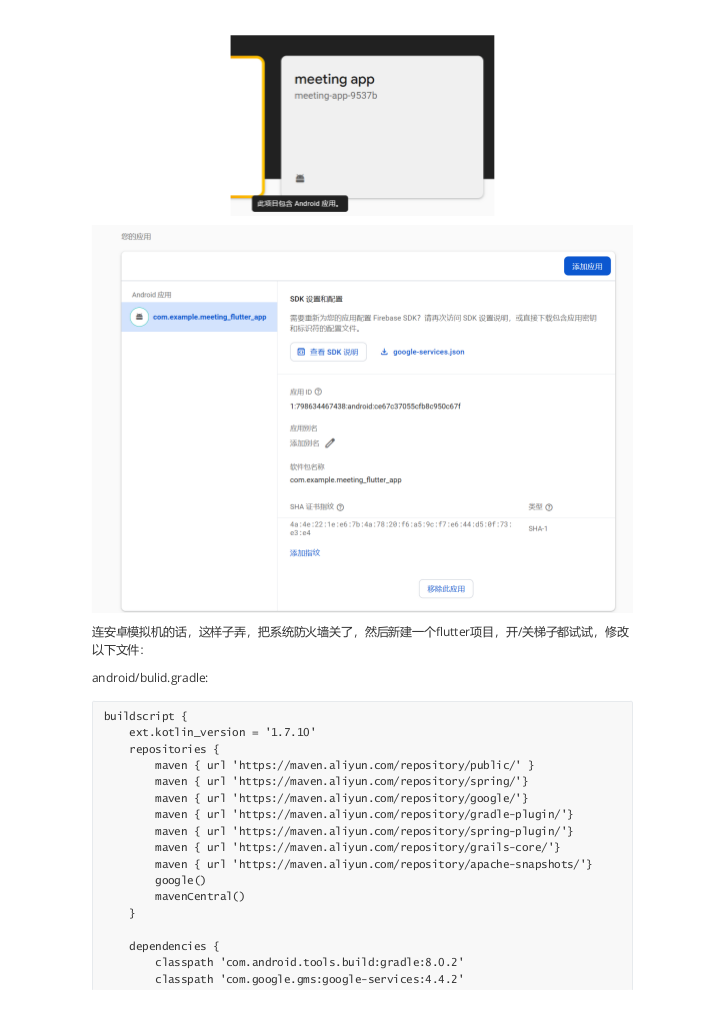 meeting app
meeting-app-9537b
此项目包含 Android 应用。
您的应用
添加应用
Android 应用
com.example.meeting_flutter_app
SDK 设置和配置
需要重新为您的应用配置 Firebase SDK？请再次访问 SDK 设置说明，或直接下载包含应用密钥
和标识符的配置文件。
查看 SDK 说明
google-services.json
应用 ID
1:798634467438:android:ce67c37055cfb8c950c67f
应用别名
添加别名
软件包名称
com.example.meeting_flutter_app
SHA 证书指纹
类型
4a:4e:22:1e:e6:7b:4a:78:20:f6:a5:9c:f7:e6:44:d5:0f:73:
e3:e4
SHA-1
添加指纹
移除此应用
连安卓模拟机的话，这样子弄，把系统防火墙关了，然后新建一个flutter项目，开/关梯子都试试，修改
以下文件：
android/bulid.gradle:
buildscript {
    ext.kotlin_version = '1.7.10'
    repositories {
        maven { url 'https://maven.aliyun.com/repository/public/' }
        maven { url 'https://maven.aliyun.com/repository/spring/'}
        maven { url 'https://maven.aliyun.com/repository/google/'}
        maven { url 'https://maven.aliyun.com/repository/gradle-plugin/'}
        maven { url 'https://maven.aliyun.com/repository/spring-plugin/'}
        maven { url 'https://maven.aliyun.com/repository/grails-core/'}
        maven { url 'https://maven.aliyun.com/repository/apache-snapshots/'}
        google()
        mavenCentral()
    }
    dependencies {
        classpath 'com.android.tools.build:gradle:8.0.2'
        classpath 'com.google.gms:google-services:4.4.2'